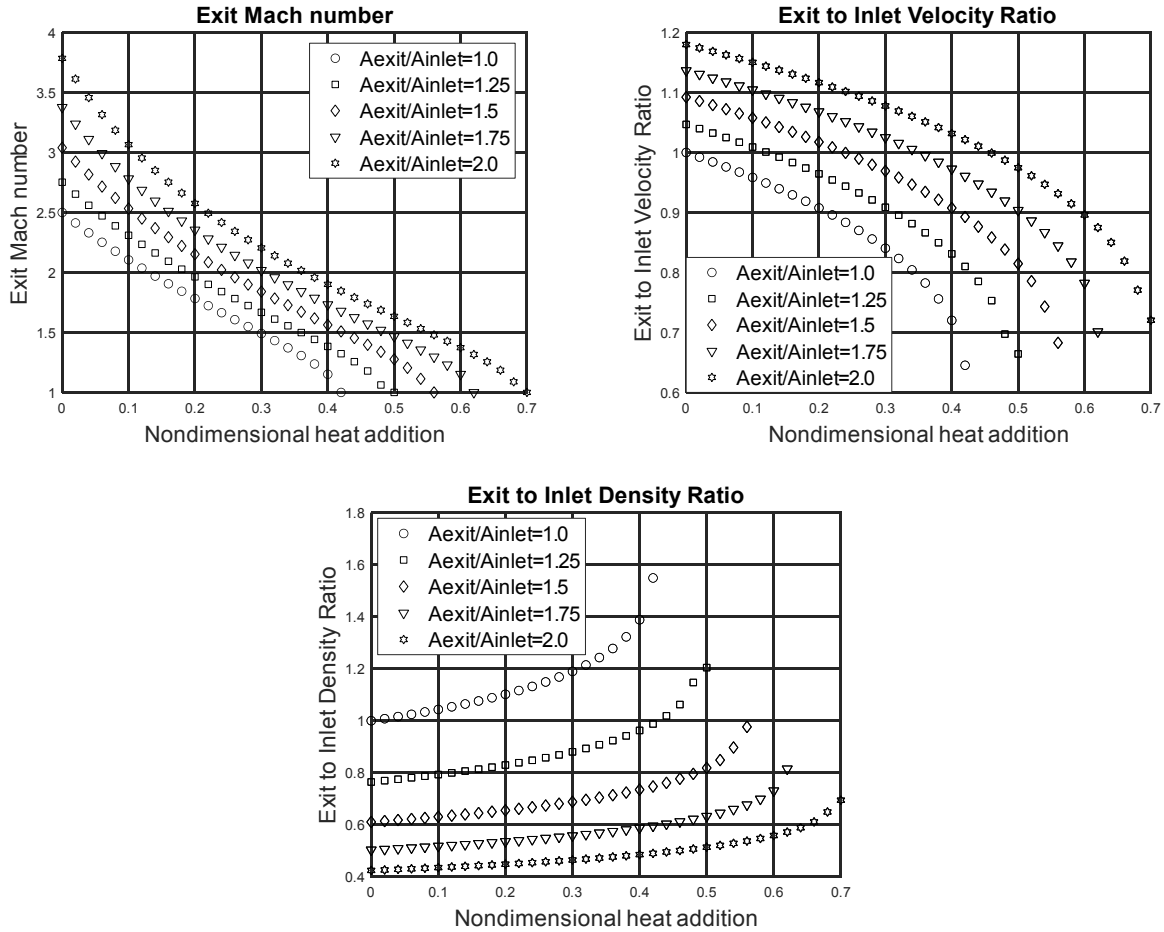 Exit Mach number
4
3.5
3
2.5
2
1.5
1
Exit Mach number
Aexit/Ainlet=1.0
Aexit/Ainlet=1.25
Aexit/Ainlet=1.5
Aexit/Ainlet=1.75
Aexit/Ainlet=2.0
0 0.1 0.2 0.3 0.4 0.5 0.6 0.7
Nondimensional heat addition
Exit to Inlet Velocity Ratio
1.2
1.1
1.0
0.9
0.8
0.7
0.6
Exit to Inlet Velocity Ratio
Aexit/Ainlet=1.0
Aexit/Ainlet=1.25
Aexit/Ainlet=1.5
Aexit/Ainlet=1.75
Aexit/Ainlet=2.0
0 0.1 0.2 0.3 0.4 0.5 0.6 0.7
Nondimensional heat addition
Exit to Inlet Density Ratio
1.8
1.6
1.4
1.2
1
0.8
0.6
0.4
Exit to Inlet Density Ratio
Aexit/Ainlet=1.0
Aexit/Ainlet=1.25
Aexit/Ainlet=1.5
Aexit/Ainlet=1.75
Aexit/Ainlet=2.0
0 0.1 0.2 0.3 0.4 0.5 0.6 0.7
Nondimensional heat addition